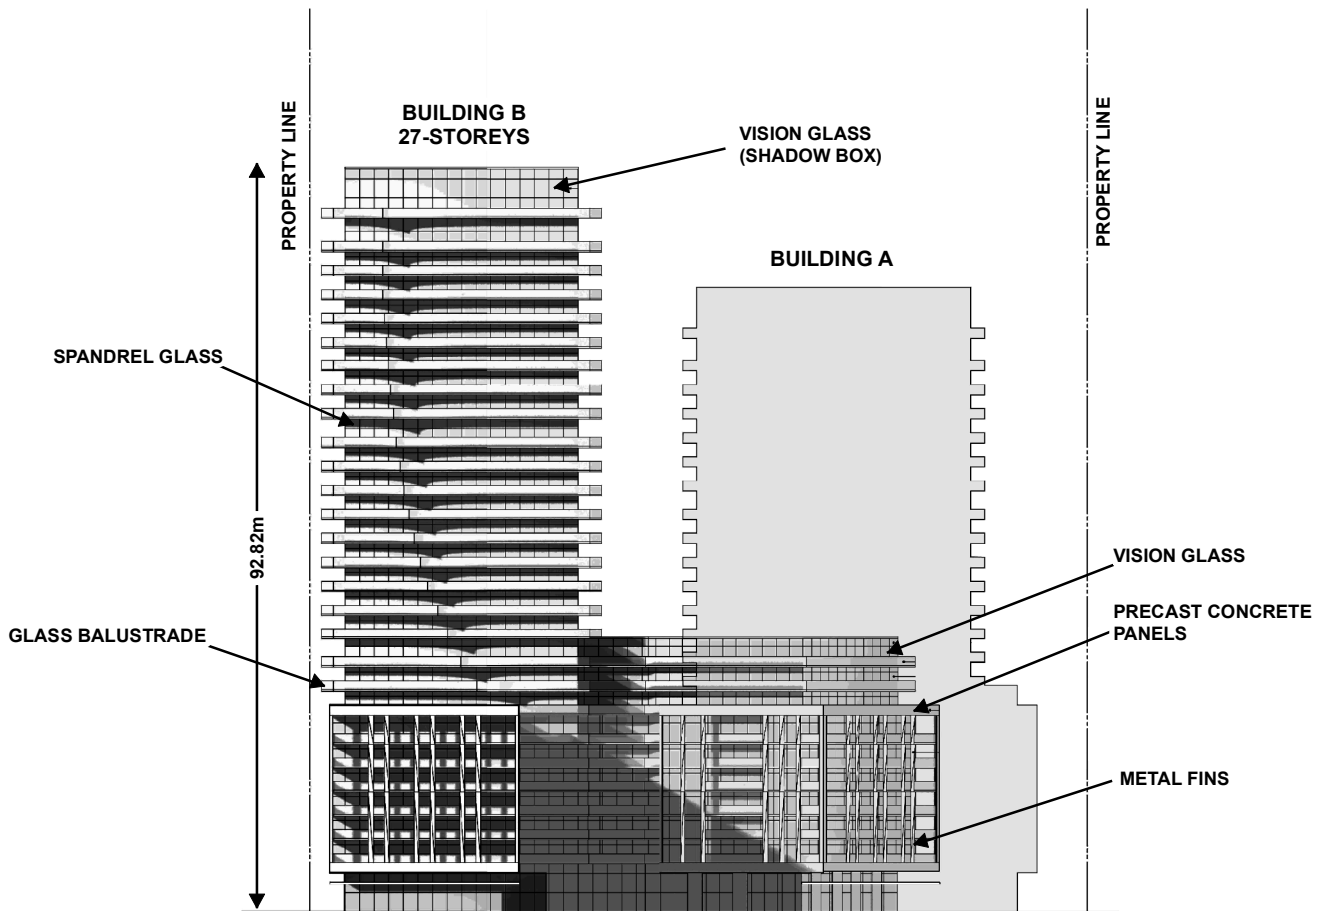 BUILDING B
27-STOREYS
VISION GLASS
(SHADOW BOX)
PROPERTY LINE
PROPERTY LINE
BUILDING A
SPANDREL GLASS
92.82m
VISION GLASS
PRECAST CONCRETE
PANELS
GLASS BALUSTRADE
METAL FINS